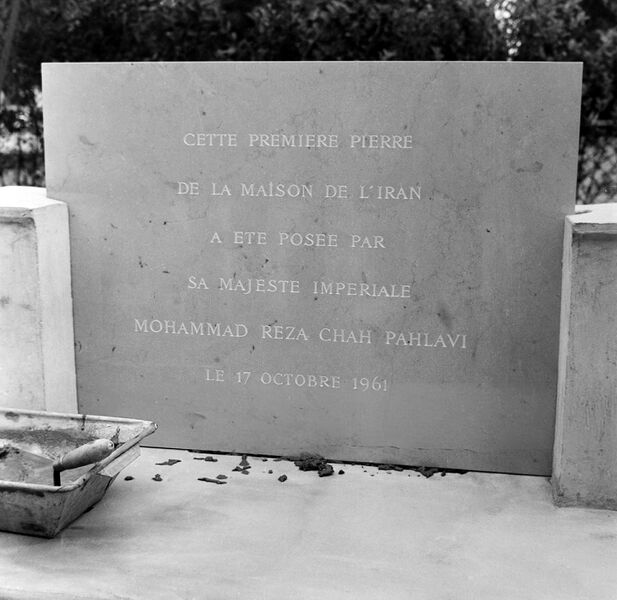 CETTE PREMIERE PIERRE
DE LA MAISON DE L'IRAN
A ETE POSEE PAR
SA MAJESTE IMPERIALE
MOHAMMAD REZA CHAH PAHLAVI
LE 17 OCTOBRE 1961